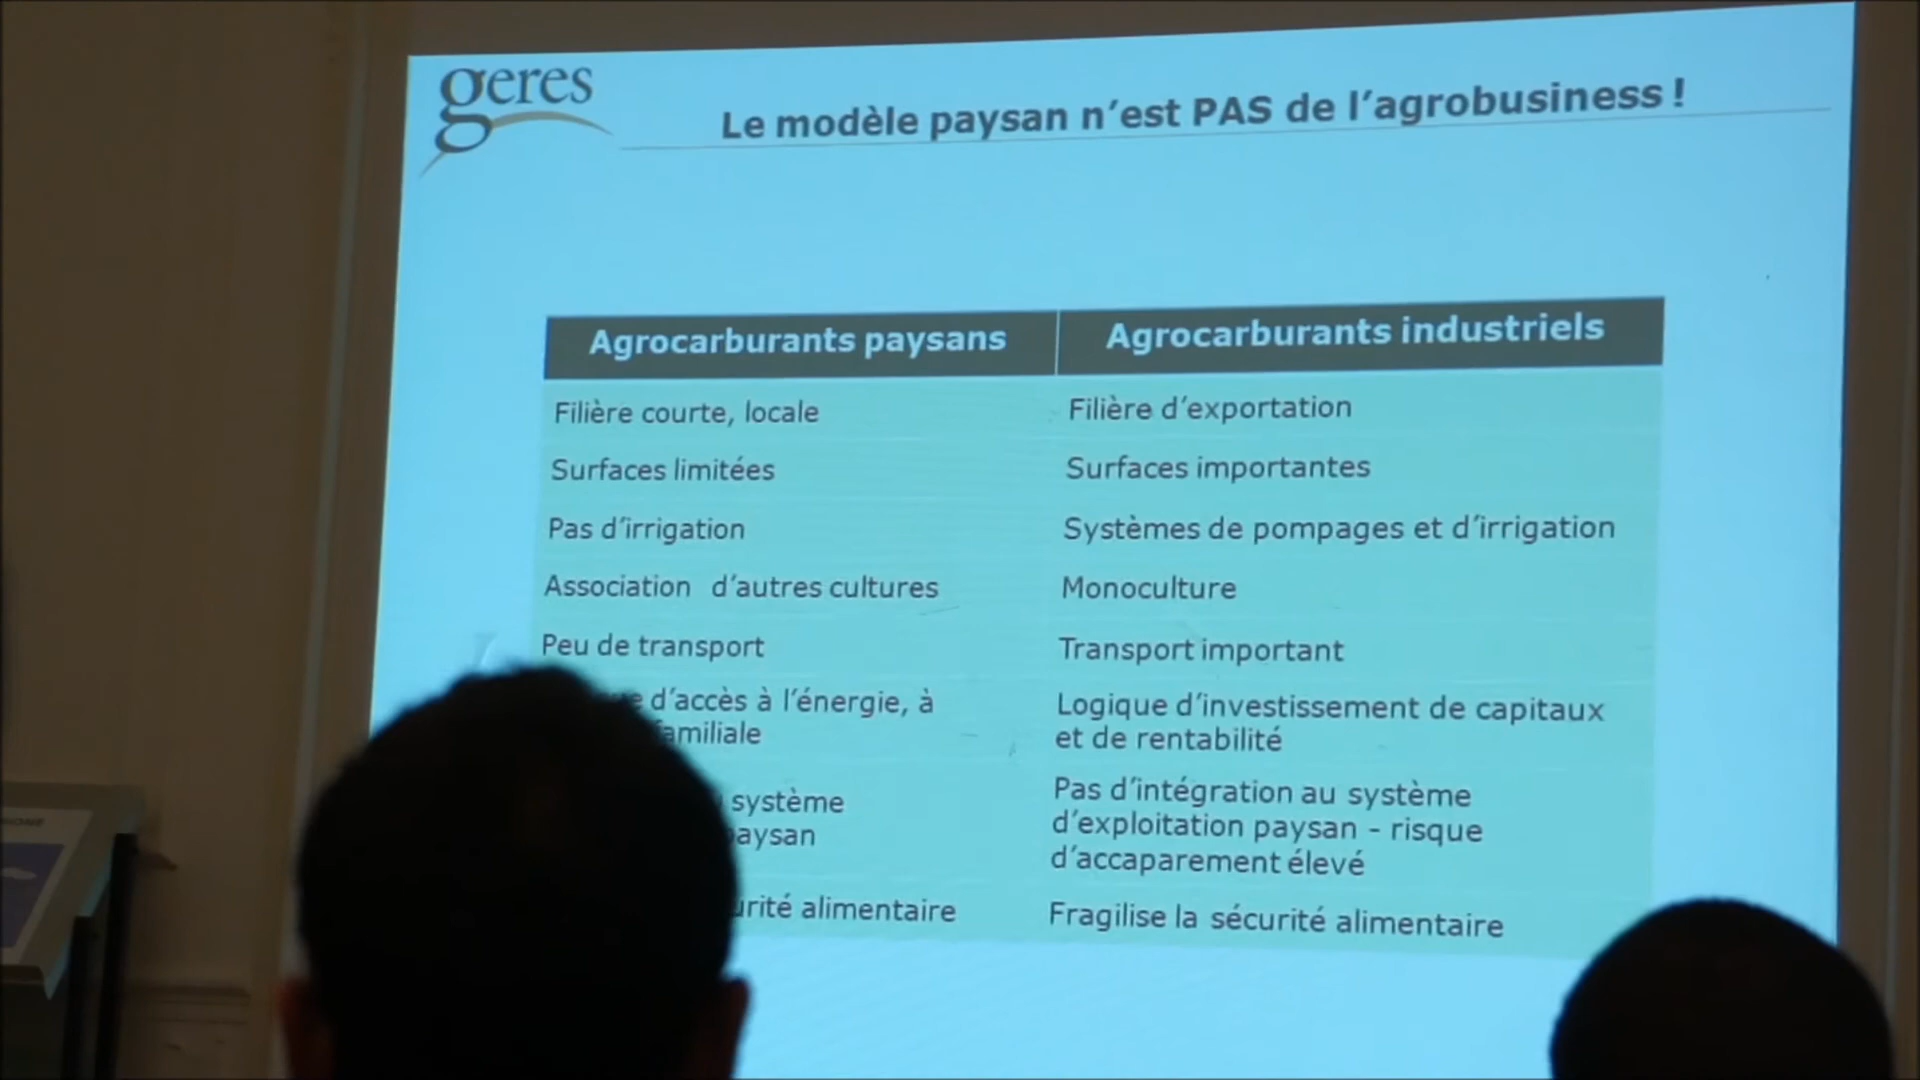 geres
Le modèle paysan n’est PAS de l’agrobusiness !
Agrocarburants paysans
Agrocarburants industriels
Filière courte, locale
Filière d’exportation
Surfaces limitées
Surfaces importantes
Pas d’irrigation
Systèmes de pompages et d’irrigation
Association d’autres cultures
Monoculture
Peu de transport
Transport important
d’accès à l’énergie, à
Logique d’investissement de capitaux
et de rentabilité
système
Pas d’intégration au système
d’exploitation paysan - risque
d’accaparement élevé
alimentaire
Fragilise la sécurité alimentaire